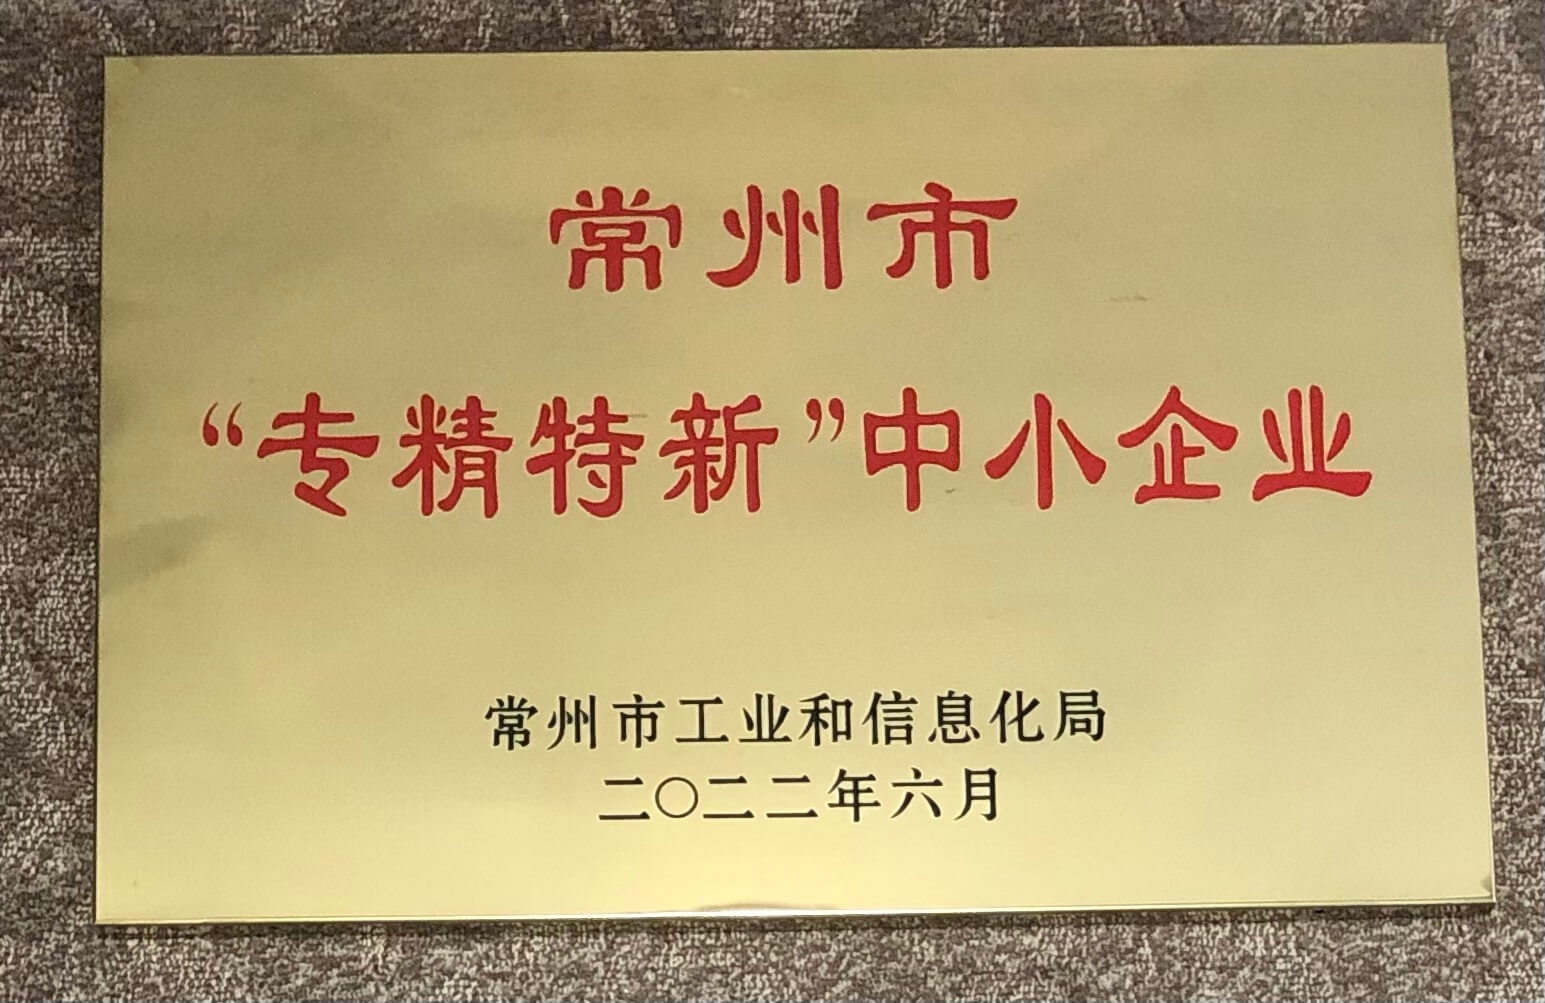 常州市
“专精特新”中小企业
常州市工业和信息化局
二〇二二年六月